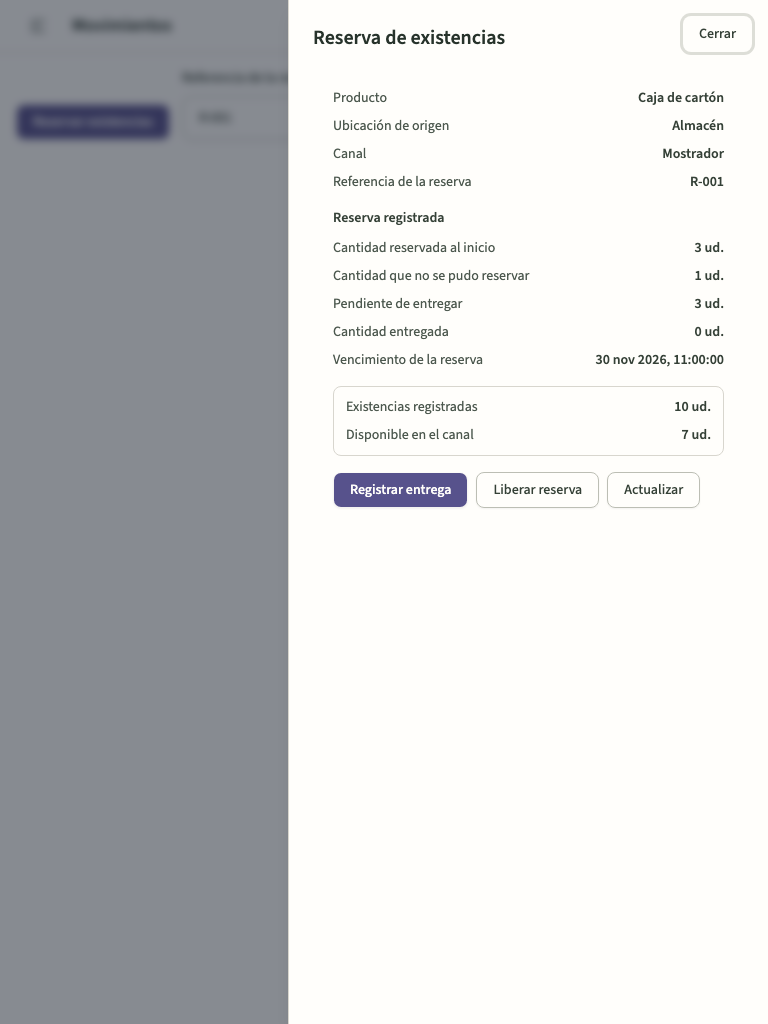 Movimientos
Reserva de existencias
Cerrar
Producto Caja de cartón
Ubicación de origen Almacén
Canal Mostrador
Referencia de la reserva R-001
Reserva registrada
Cantidad reservada al inicio 3 ud.
Cantidad que no se pudo reservar 1 ud.
Pendiente de entregar 3 ud.
Cantidad entregada 0 ud.
Vencimiento de la reserva 30 nov 2026, 11:00:00
Existencias registradas 10 ud.
Disponible en el canal 7 ud.
Registrar entrega Liberar reserva Actualizar